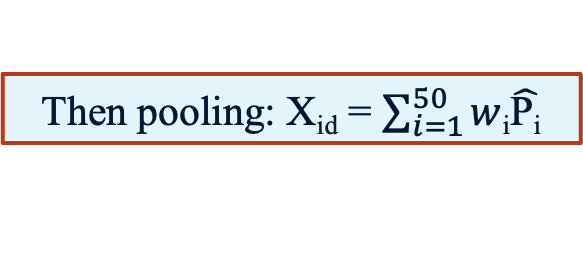 Then pooling: X_id = ∑_{i=1}^{50} w_i P̂_i